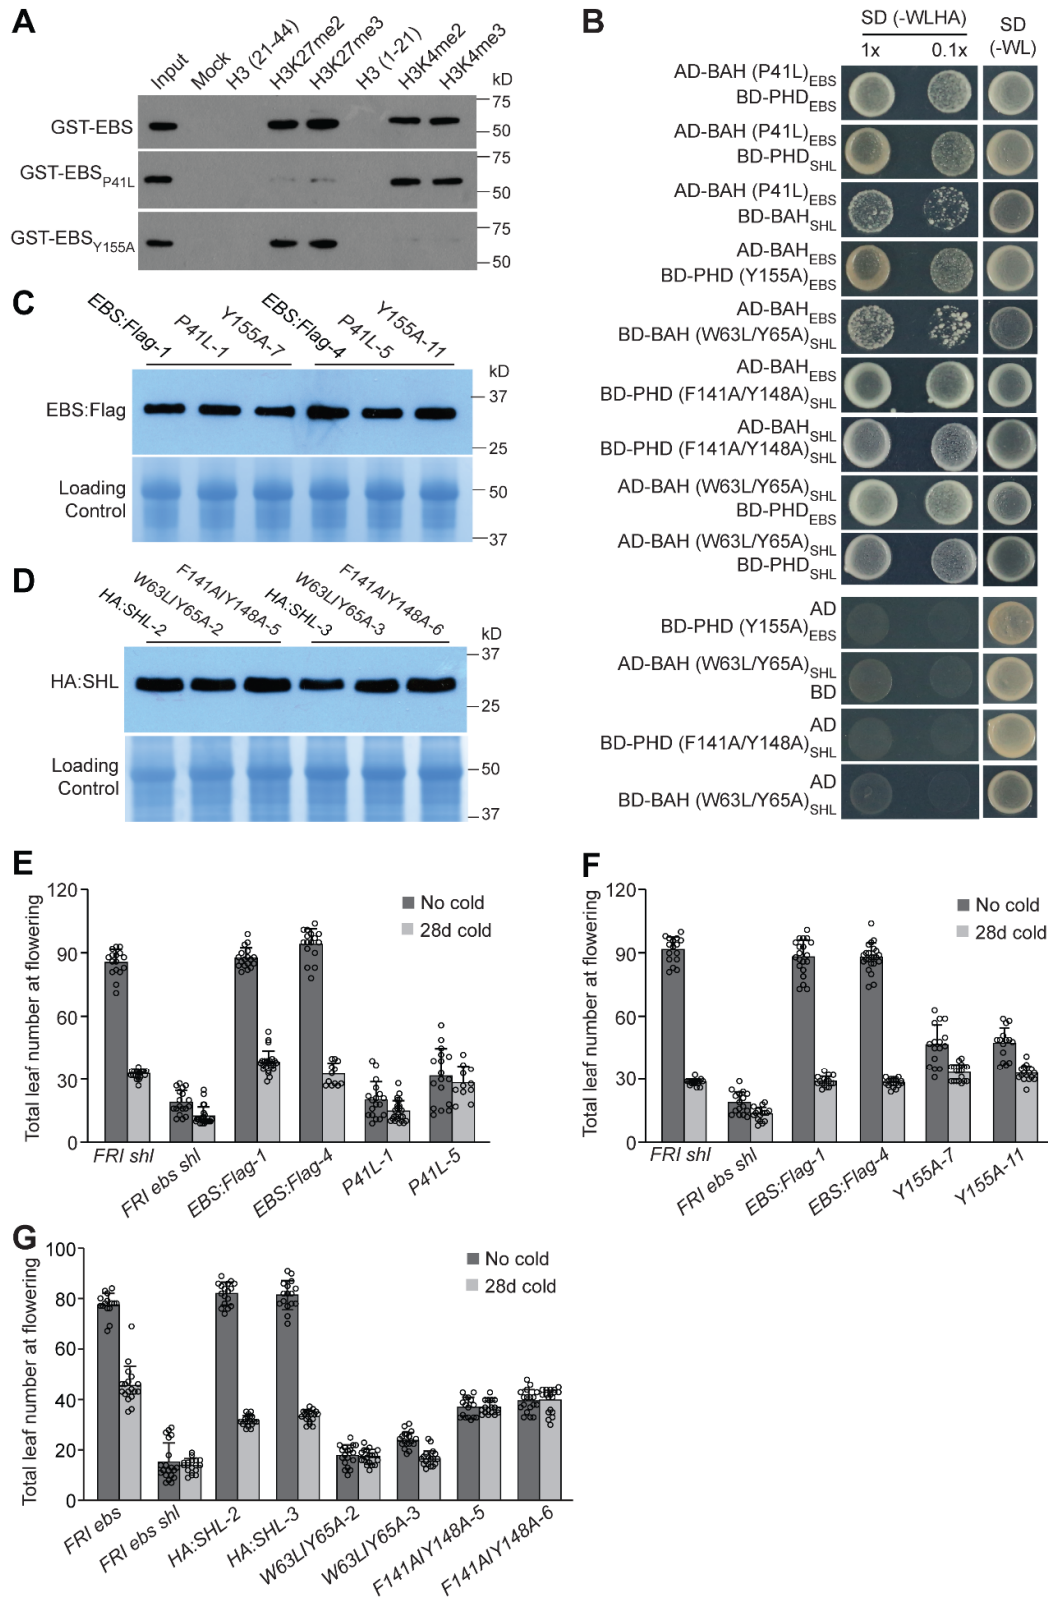 A
Input
Mock
H3 (21-44)
H3K27me2
H3K27me3
H3 (1-21)
H3K4me2
H3K4me3
kD
GST-EBS
75
50
GST-EBSP41L
75
50
GST-EBSY155A
75
50
B
SD (-WLHA)
SD
(-WL)
1x
0.1x
AD-BAH (P41L)EBS
BD-PHDEBS
AD-BAH (P41L)EBS
BD-PHDSHL
AD-BAH (P41L)EBS
BD-BAHSHL
AD-BAHEBS
BD-PHD (Y155A)EBS
AD-BAHEBS
BD-BAH (W63L/Y65A)SHL
AD-BAHEBS
BD-PHD (F141A/Y148A)SHL
AD-BAHSHL
BD-PHD (F141A/Y148A)SHL
AD-BAH (W63L/Y65A)SHL
BD-PHDEBS
AD-BAH (W63L/Y65A)SHL
BD-PHDSHL
AD
BD-PHD (Y155A)EBS
AD-BAH (W63L/Y65A)SHL
BD
AD
BD-PHD (F141A/Y148A)SHL
AD
BD-BAH (W63L/Y65A)SHL
C
EBS:Flag-1
P41L-1
Y155A-7
EBS:Flag-4
P41L-5
Y155A-11
kD
EBS:Flag
37
25
Loading
Control
50
37
D
HA:SHL-2
W63L/Y65A-2
F141A/Y148A-5
HA:SHL-3
W63L/Y65A-3
F141A/Y148A-6
kD
HA:SHL
37
25
Loading
Control
50
37
E
Total leaf number at flowering
120
90
60
30
0
No cold
28d cold
FRI shl
FRI ebs shl
EBS:Flag-1
EBS:Flag-4
P41L-1
P41L-5
F
Total leaf number at flowering
120
90
60
30
0
No cold
28d cold
FRI shl
FRI ebs shl
EBS:Flag-1
EBS:Flag-4
Y155A-7
Y155A-11
G
Total leaf number at flowering
100
80
60
40
20
0
No cold
28d cold
FRI ebs
FRI ebs shl
HA:SHL-2
HA:SHL-3
W63L/Y65A-2
W63L/Y65A-3
F141A/Y148A-5
F141A/Y148A-6